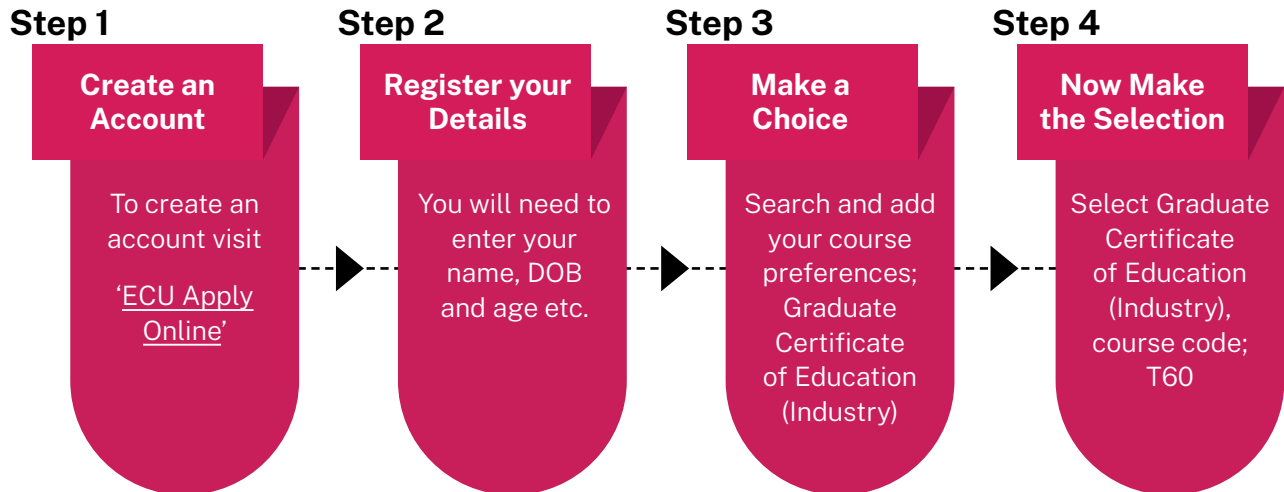 Step 1
Create an
Account
To create an
account visit
‘ECU Apply
Online’
Step 2
Register your
Details
You will need to
enter your
name, DOB
and age etc.
Step 3
Make a
Choice
Search and add
your course
preferences;
Graduate
Certificate
of Education
(Industry)
Step 4
Now Make
the Selection
Select Graduate
Certificate
of Education
(Industry),
course code;
T60